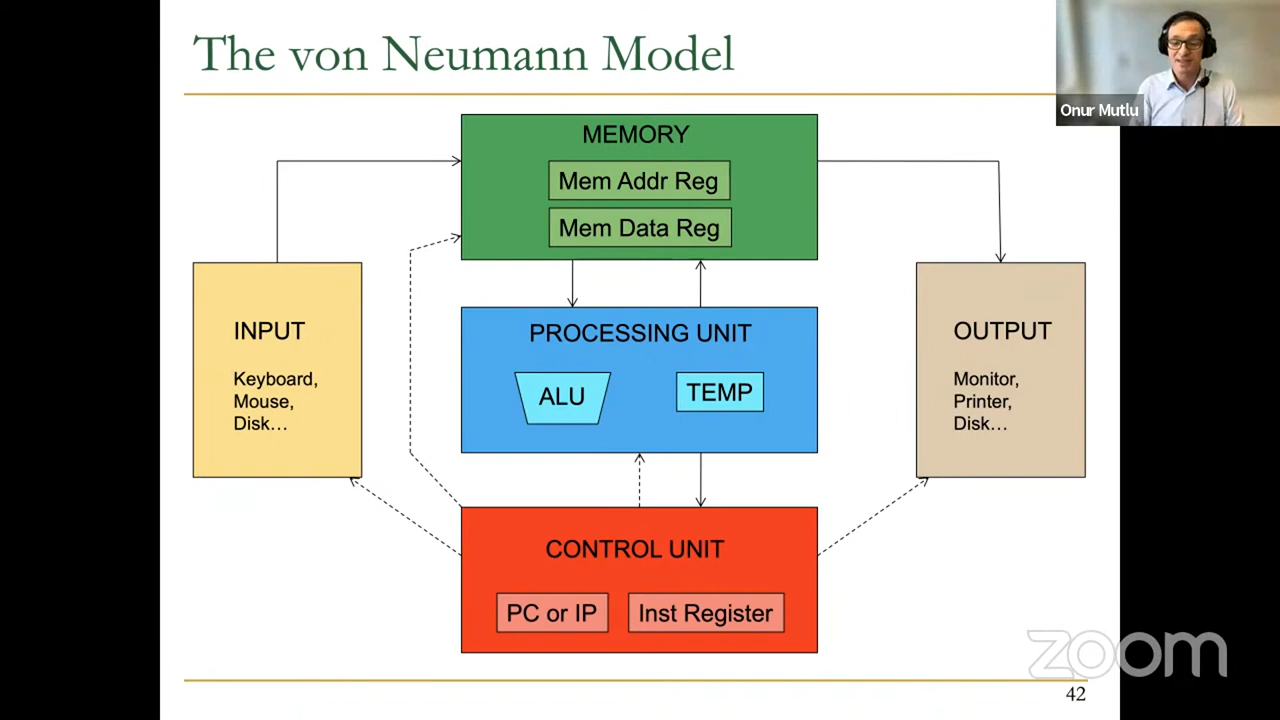 The von Neumann Model
Onur Mutlu
MEMORY
Mem Addr Reg
Mem Data Reg
INPUT
Keyboard,
Mouse,
Disk…
PROCESSING UNIT
ALU
TEMP
OUTPUT
Monitor,
Printer,
Disk…
CONTROL UNIT
PC or IP
Inst Register
zoom
42